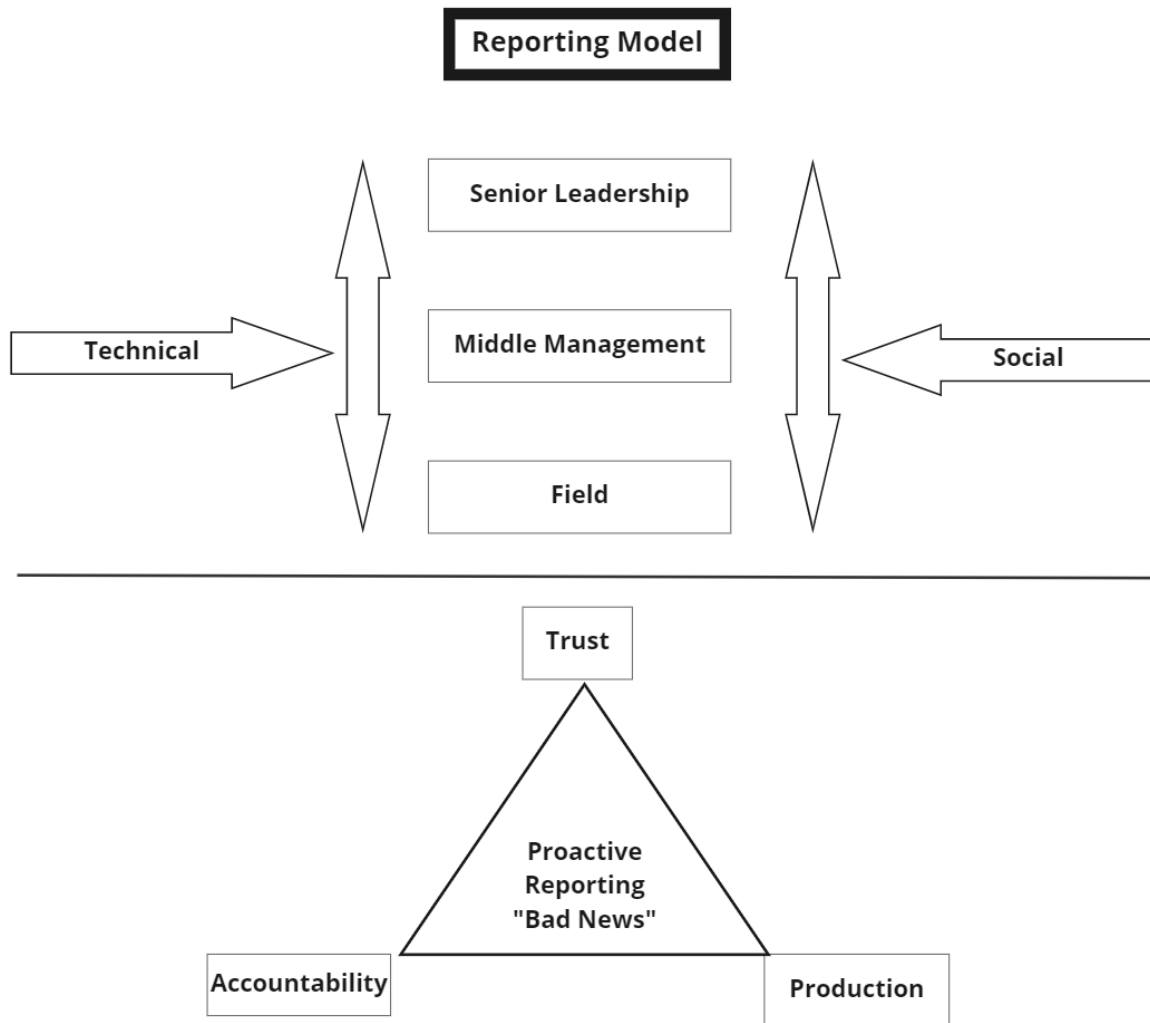 Reporting Model
Senior Leadership
Technical
Middle Management
Social
Field
Trust
Proactive
Reporting
"Bad News"
Accountability
Production